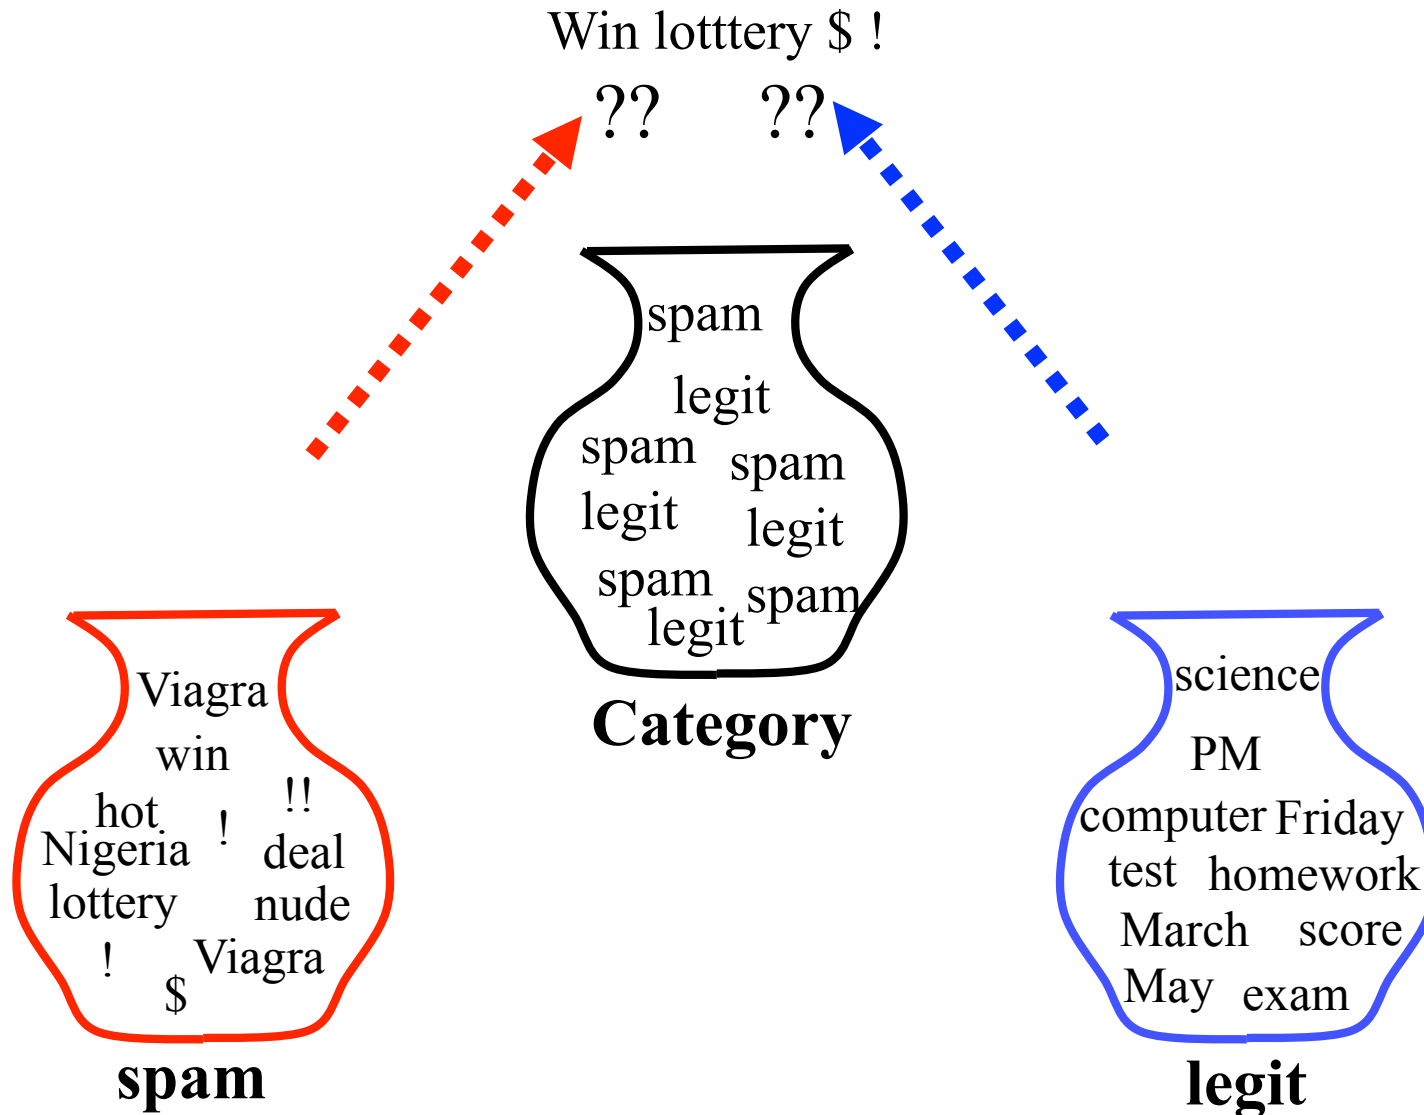 Win lotttery $ !
?? ??
spam
legit
spam spam
legit legit
spam spam
legit
Category
Viagra
win
hot ! !!
Nigeria deal
lottery nude
! $ Viagra
spam
science
PM
computer Friday
test homework
March score
May exam
legit